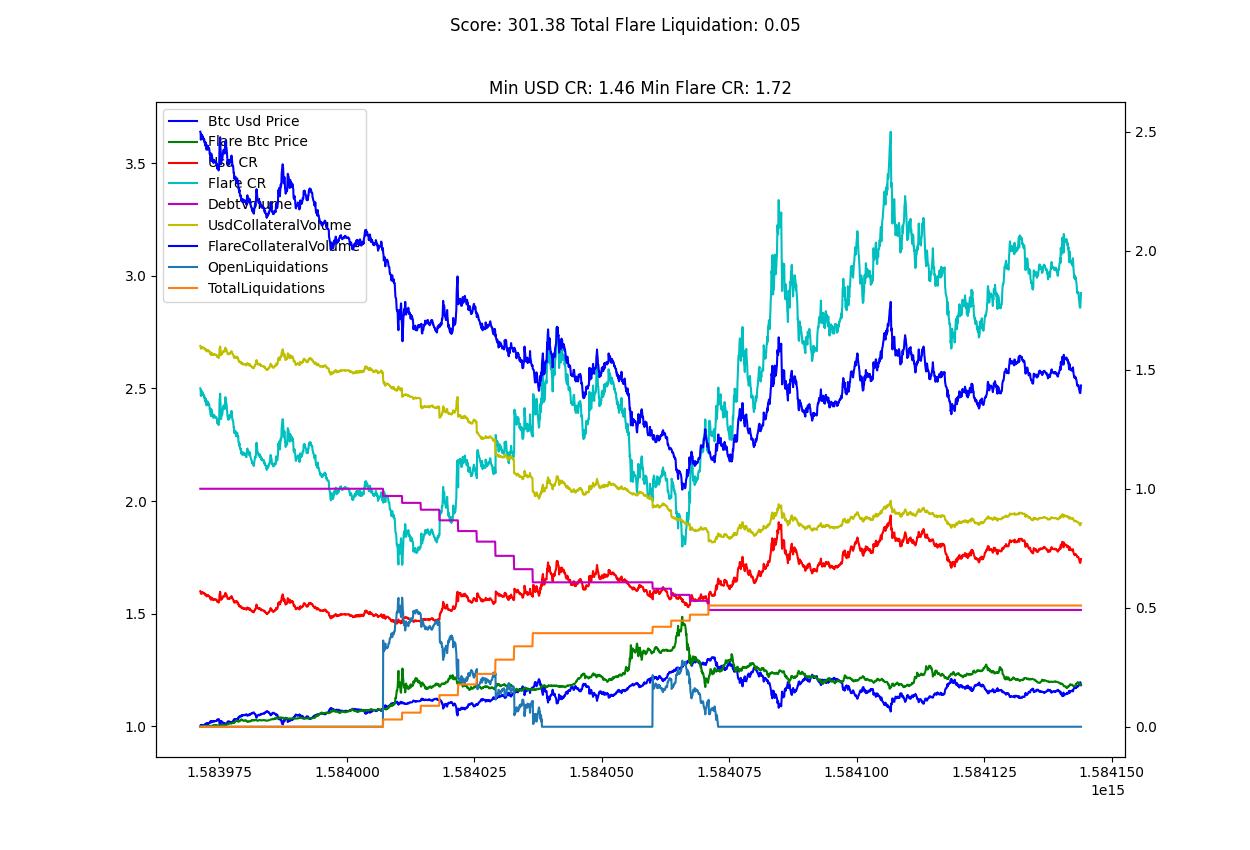 Score: 301.38 Total Flare Liquidation: 0.05
Min USD CR: 1.46 Min Flare CR: 1.72
Btc Usd Price
Flare Btc Price
Usd CR
Flare CR
DebtVolume
UsdCollateralVolume
FlareCollateralVolume
OpenLiquidations
TotalLiquidations
3.5
3.0
2.5
2.0
1.5
1.0
2.5
2.0
1.5
1.0
0.5
0.0
1.583975 1.584000 1.584025 1.584050 1.584075 1.584100 1.584125 1.584150
1e15